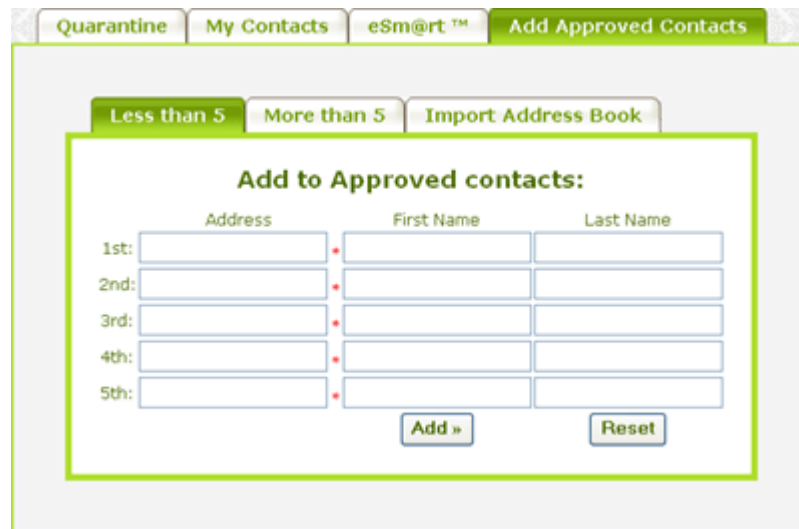 Quarantine My Contacts eSm@rt ™ Add Approved Contacts
Less than 5 More than 5 Import Address Book
Add to Approved contacts:
Address First Name Last Name
1st: *
2nd: *
3rd: *
4th: *
5th: *
Add » Reset